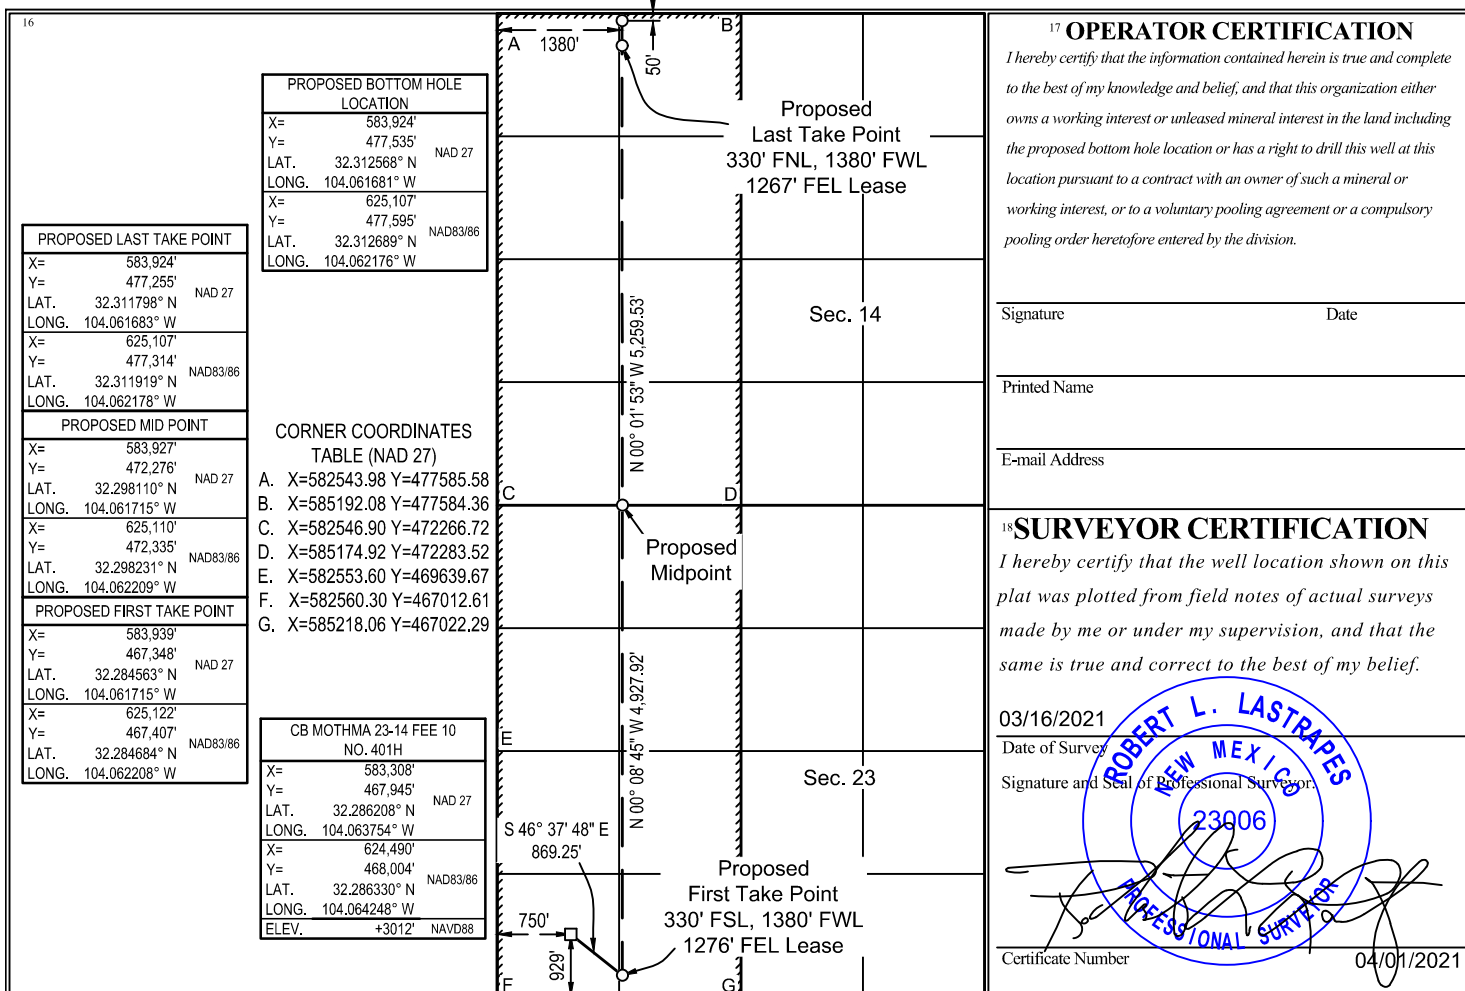 16
PROPOSED BOTTOM HOLE
LOCATION
X= 583,924'
Y= 477,535'
LAT. 32.312568° N
LONG. 104.061681° W
NAD 27
X= 625,107'
Y= 477,595'
LAT. 32.312689° N
LONG. 104.062176° W
NAD83/86
PROPOSED LAST TAKE POINT
X= 583,924'
Y= 477,255'
LAT. 32.311798° N
LONG. 104.061683° W
NAD 27
X= 625,107'
Y= 477,314'
LAT. 32.311919° N
LONG. 104.062178° W
NAD83/86
PROPOSED MID POINT
X= 583,927'
Y= 472,276'
LAT. 32.298110° N
LONG. 104.061715° W
NAD 27
X= 625,110'
Y= 472,335'
LAT. 32.298231° N
LONG. 104.062209° W
NAD83/86
PROPOSED FIRST TAKE POINT
X= 583,939'
Y= 467,348'
LAT. 32.284563° N
LONG. 104.061715° W
NAD 27
X= 625,122'
Y= 467,407'
LAT. 32.284684° N
LONG. 104.062208° W
NAD83/86
CORNER COORDINATES
TABLE (NAD 27)
A. X=582543.98 Y=477585.58
B. X=585192.08 Y=477584.36
C. X=582546.90 Y=472266.72
D. X=585174.92 Y=472283.52
E. X=582553.60 Y=469639.67
F. X=582560.30 Y=467012.61
G. X=585218.06 Y=467022.29
CB MOTHMA 23-14 FEE 10
NO. 401H
X= 583,308'
Y= 467,945'
LAT. 32.286208° N
LONG. 104.063754° W
NAD 27
X= 624,490'
Y= 468,004'
LAT. 32.286330° N
LONG. 104.064248° W
NAD83/86
ELEV. +3012' NAVD88
A
1380'
B
50'
Proposed
Last Take Point
330' FNL, 1380' FWL
1267' FEL Lease
Sec. 14
N 00° 01' 53" W 5,259.53'
C
D
Proposed
Midpoint
N 00° 08' 45" W 4,927.92'
E
Sec. 23
S 46° 37' 48" E
869.25'
Proposed
First Take Point
330' FSL, 1380' FWL
1276' FEL Lease
750'
929'
F
G
17 OPERATOR CERTIFICATION
I hereby certify that the information contained herein is true and complete
to the best of my knowledge and belief, and that this organization either
owns a working interest or unleased mineral interest in the land including
the proposed bottom hole location or has a right to drill this well at this
location pursuant to a contract with an owner of such a mineral or
working interest, or to a voluntary pooling agreement or a compulsory
pooling order heretofore entered by the division.
Signature Date
Printed Name
E-mail Address
18 SURVEYOR CERTIFICATION
I hereby certify that the well location shown on this
plat was plotted from field notes of actual surveys
made by me or under my supervision, and that the
same is true and correct to the best of my belief.
03/16/2021
Date of Survey
Signature and Seal of Professional Surveyor:
ROBERT L. LASTRAPES
NEW MEXICO
23006
PROFESSIONAL SURVEYOR
Certificate Number
04/01/2021